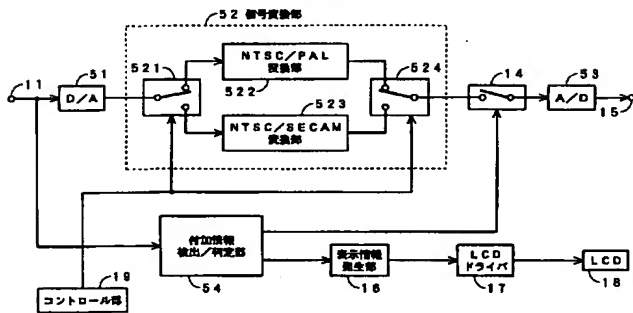 52 信号変換部
11
51
D/A
521
NTSC/PAL
変換部
522
523
NTSC/SECAM
変換部
524
14
53
A/D
15
付加情報
検出/判定部
54
表示情報
発生部
16
LCD
ドライバ
17
LCD
18
19
コントロール部